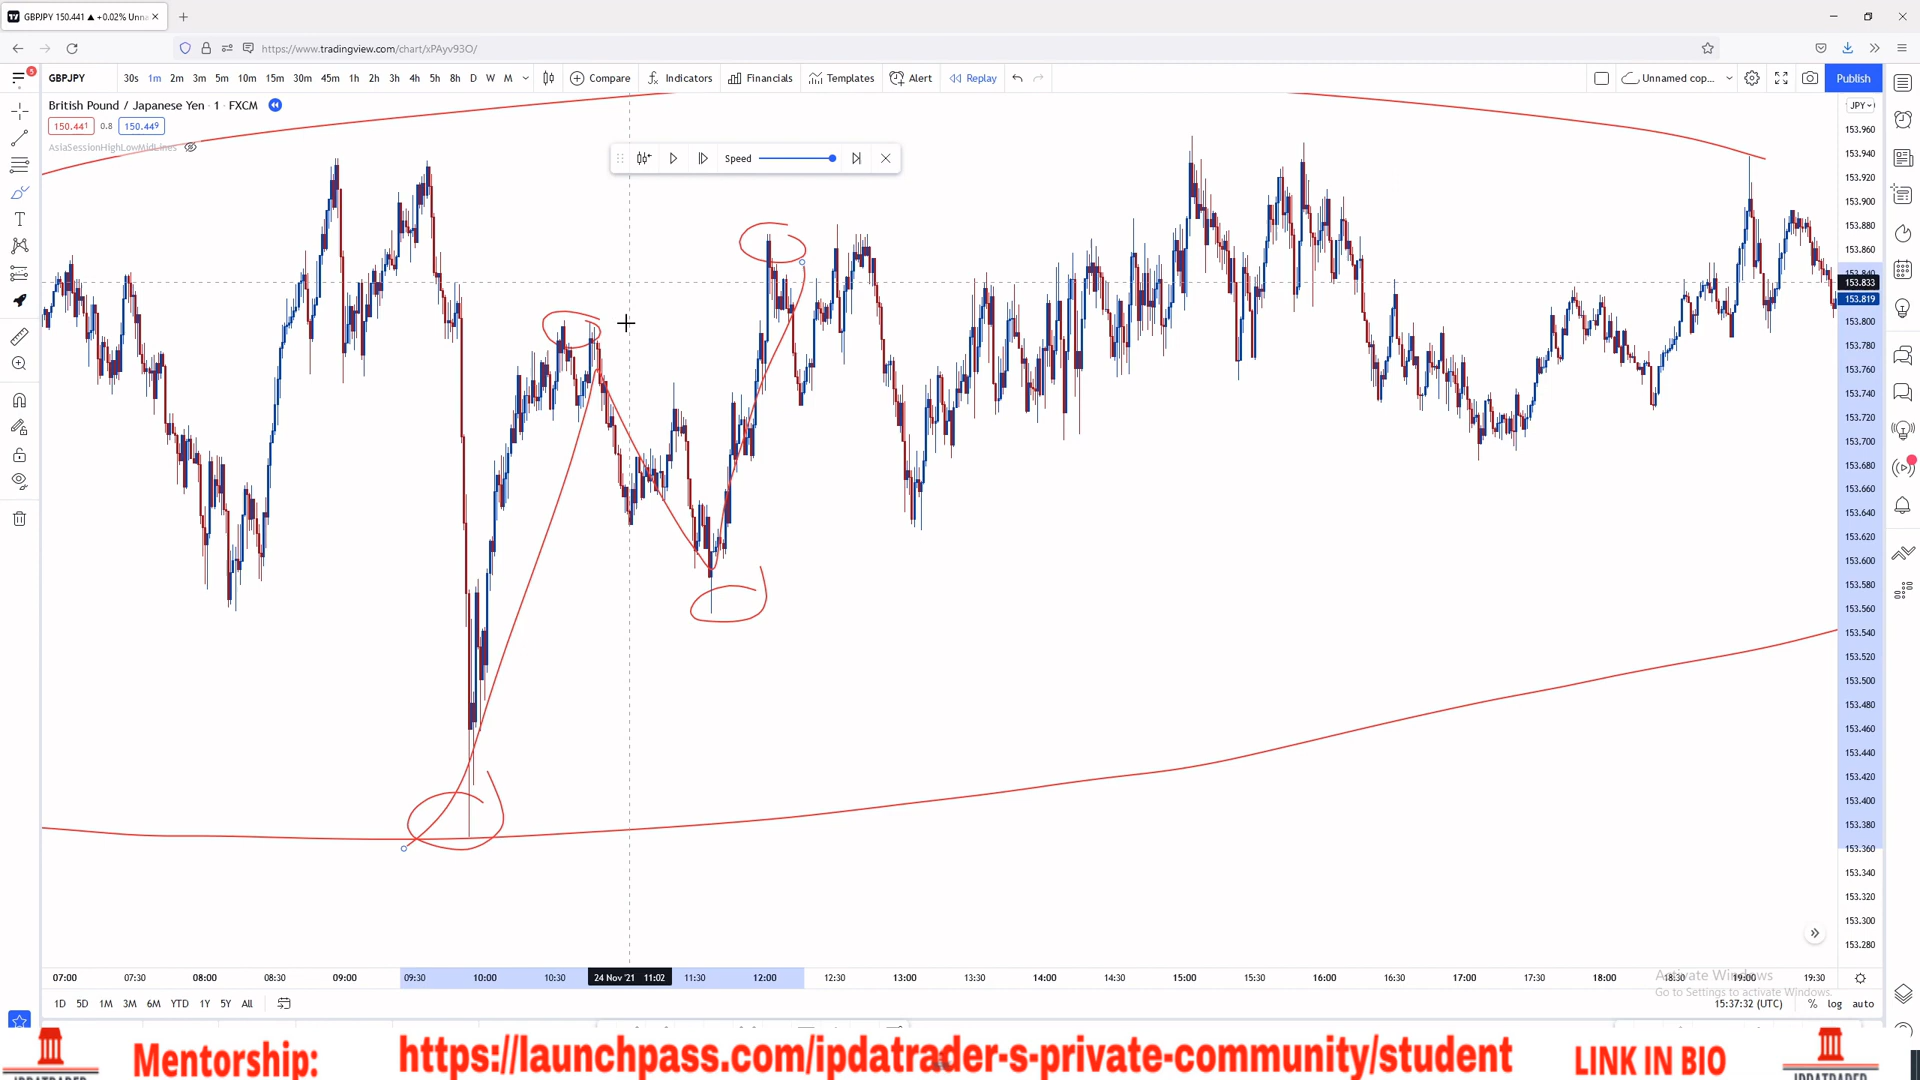 GBPJPY 150.441 ▲ +0.02% Unna
https://www.tradingview.com/chart/xPAyv93O/
5
GBPJPY 30s 1m 2m 3m 5m 10m 15m 30m 45m 1h 2h 3h 4h 5h 8h D W M Compare Indicators Financials Templates Alert Replay Unnamed cop... Publish
British Pound / Japanese Yen · 1 · FXCM
JPY
150.441 0.8 150.449
AsiaSessionHighLowMidLines
Speed
153.960
153.940
153.920
153.900
153.880
153.860
153.840
153.833
153.819
153.800
153.780
153.760
153.740
153.720
153.700
153.680
153.660
153.640
153.620
153.600
153.580
153.560
153.540
153.520
153.500
153.480
153.460
153.440
153.420
153.400
153.380
153.360
153.340
153.320
153.300
153.280
07:00 07:30 08:00 08:30 09:00 09:30 10:00 10:30 24 Nov '21 11:02 11:30 12:00 12:30 13:00 13:30 14:00 14:30 15:00 15:30 16:00 16:30 17:00 17:30 18:00 18:30 19:00 19:30
Activate Windows
Go to Settings to activate Windows.
1D 5D 1M 3M 6M YTD 1Y 5Y All 15:37:32 (UTC) % log auto
Mentorship: https://launchpass.com/ipdatrader-s-private-community/student LINK IN BIO
IPDATRADER IPDATRADER